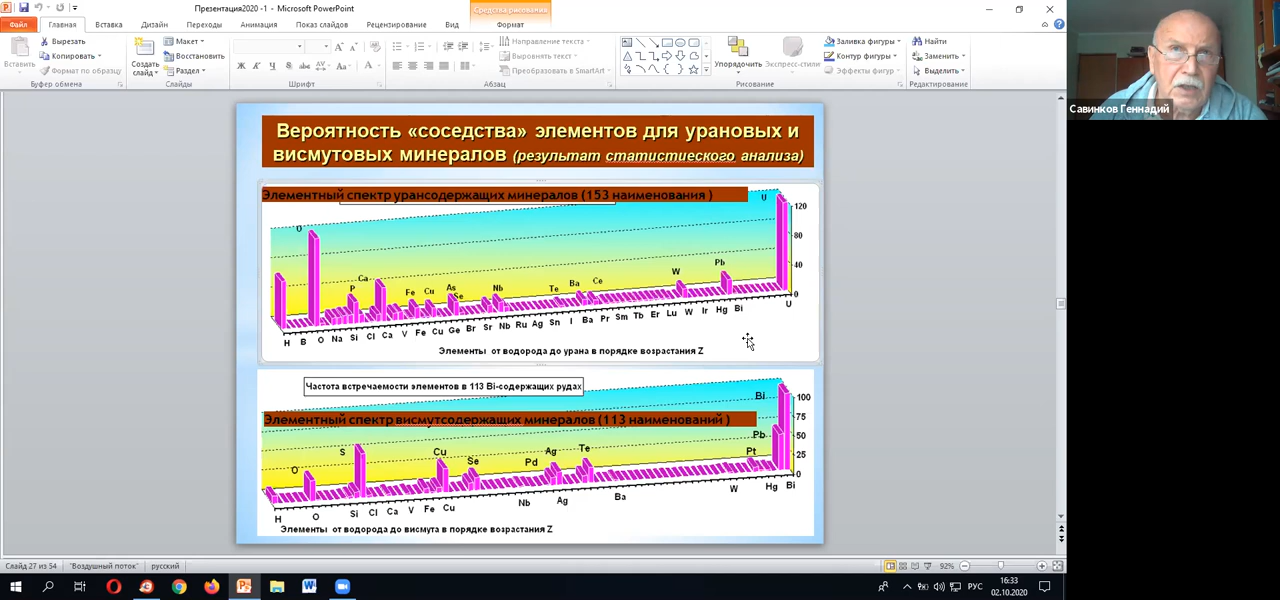 Презентация2020 -1 - Microsoft PowerPoint
Средства рисования
Файл
Главная
Вставка
Дизайн
Переходы
Анимация
Показ слайдов
Рецензирование
Вид
Формат
Вставить
Вырезать
Копировать
Формат по образцу
Буфер обмена
Создать слайд
Макет
Восстановить
Раздел
Слайды
Шрифт
Направление текста
Выровнять текст
Преобразовать в SmartArt
Абзац
Упорядочить
Экспресс-стили
Заливка фигуры
Контур фигуры
Эффекты фигур
Рисование
Найти
Заменить
Выделить
Редактирование
Савинков Геннадий
Вероятность «соседства» элементов для урановых и
висмутовых минералов (результат статистиеского анализа)
Элементный спектр урансодержащих минералов (153 наименования )
O P Ca Fe Cu As Se Nb Te Ba Ce W Pb U
120
80
40
0
H B O Na Si Cl Ca V Fe Cu Ge Br Sr Nb Ru Ag Sn I Ba Pr Sm Tb Er Lu W Ir Hg Bi U
Элементы от водорода до урана в порядке возрастания Z
Частота встречаемости элементов в 113 Bi-содержащих рудах
Элементный спектр висмутсодержащих минералов (113 наименований )
O S Cu Se Pd Ag Te Pt Pb Bi
100
75
50
25
0
H O Si Cl Ca V Fe Cu Nb Ag Ba W Hg Bi
Элементы от водорода до висмута в порядке возрастания Z
Слайд 27 из 54
"Воздушный поток"
русский
92%
РУС
16:33
02.10.2020